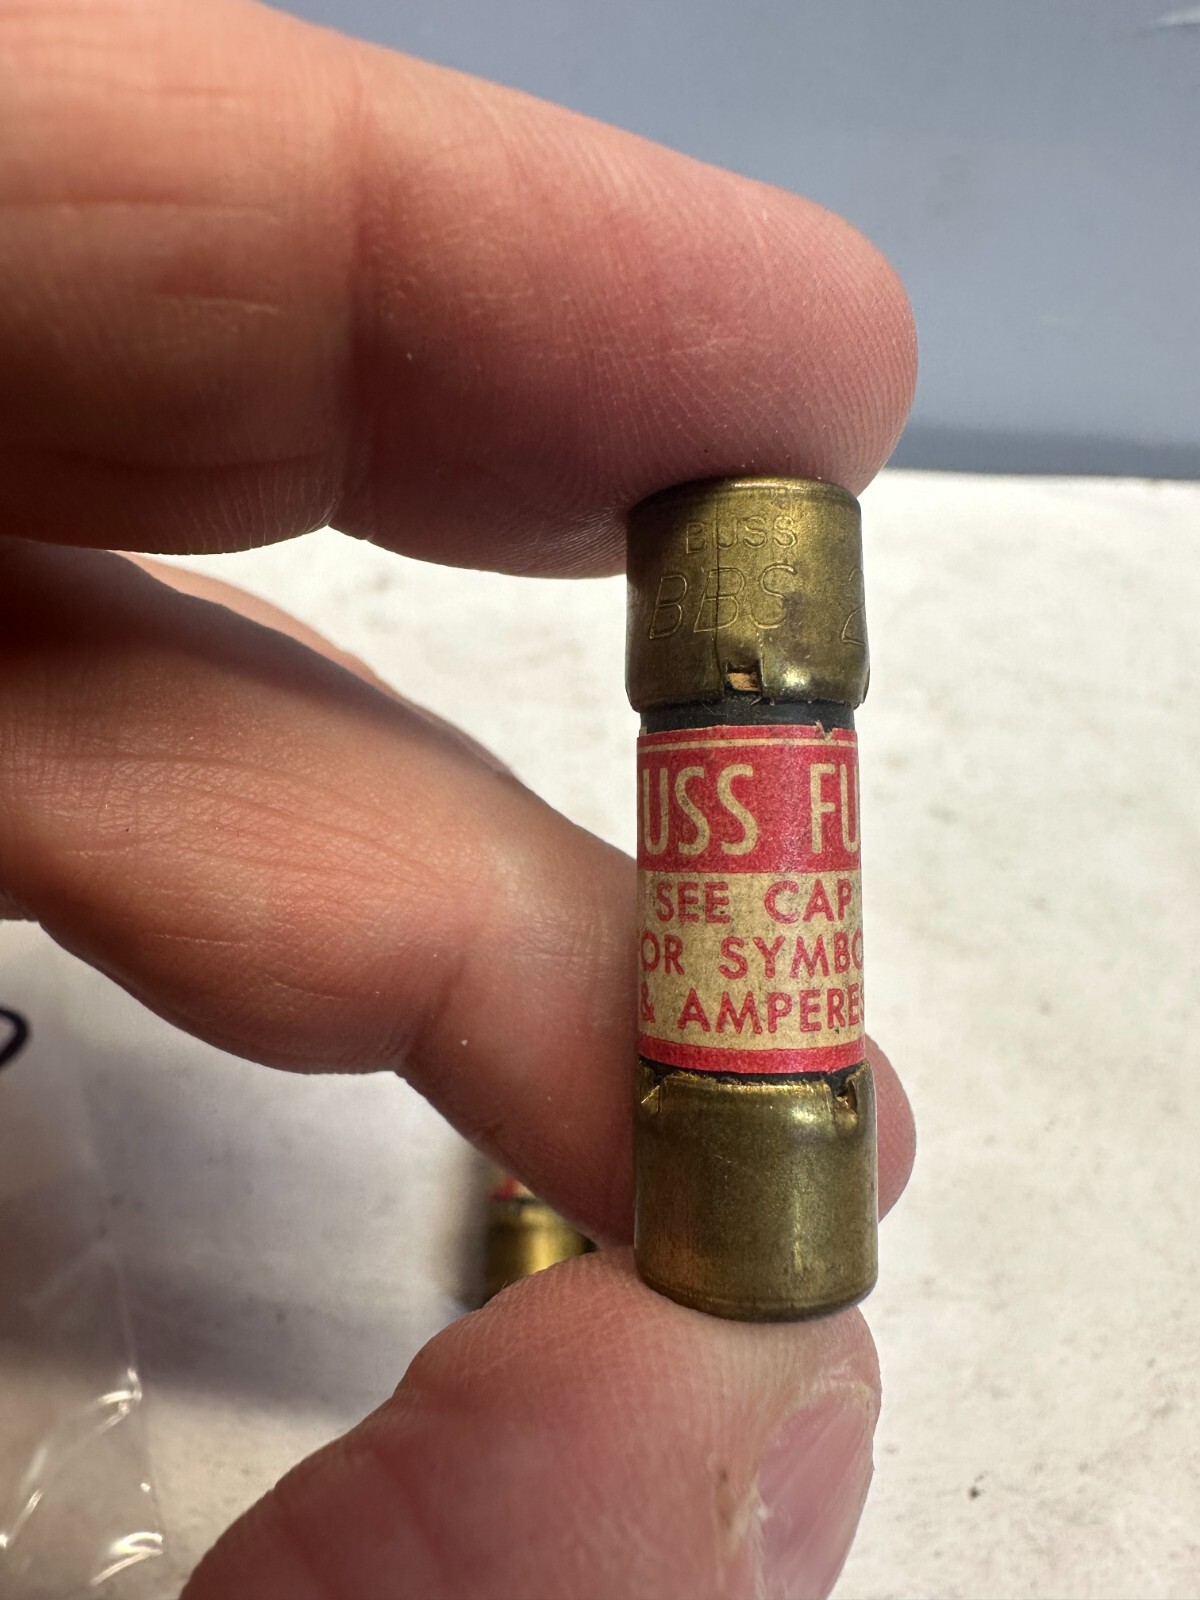 BUSS
BBS 2
USS FU
SEE CAP
OR SYMBO
& AMPERES